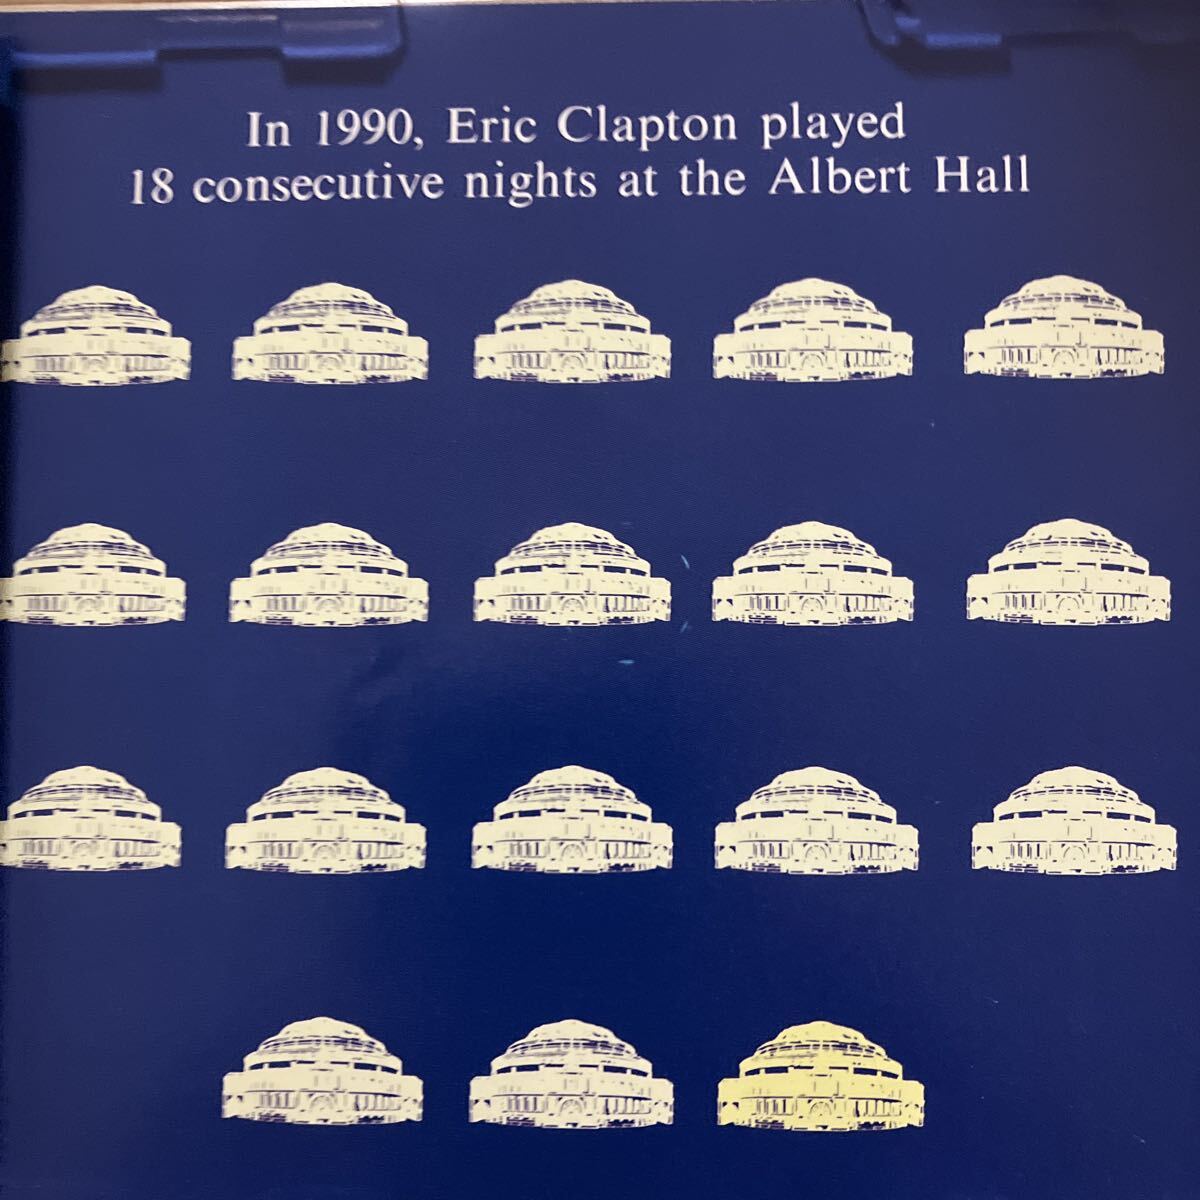 In 1990, Eric Clapton played
18 consecutive nights at the Albert Hall